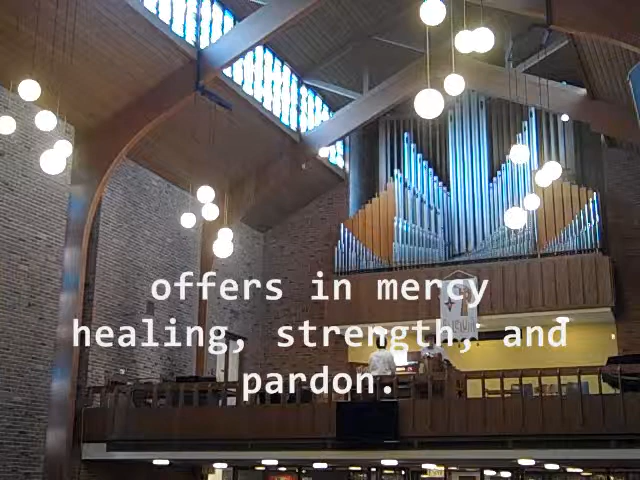 offers in mercy
healing, strength, and
pardon.